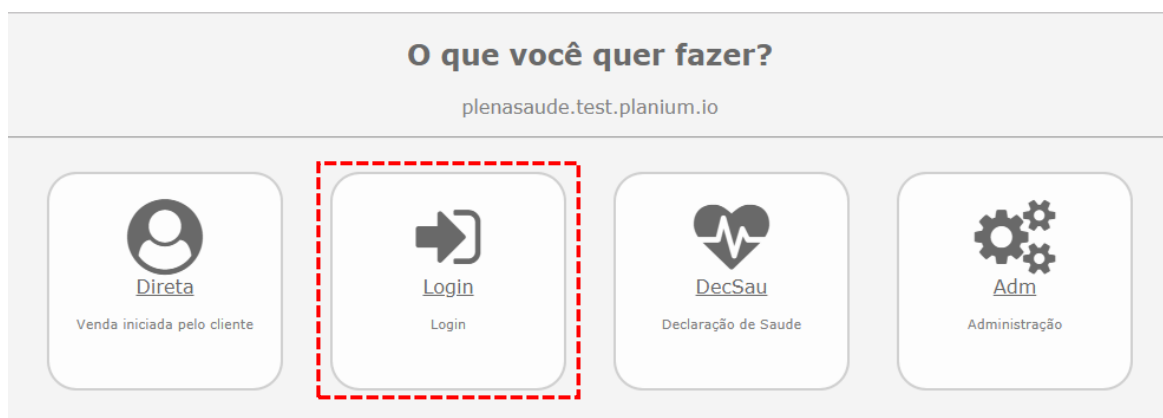 O que você quer fazer?
plenasaude.test.planium.io
Direta
Venda iniciada pelo cliente
Login
Login
DecSau
Declaração de Saude
Adm
Administração